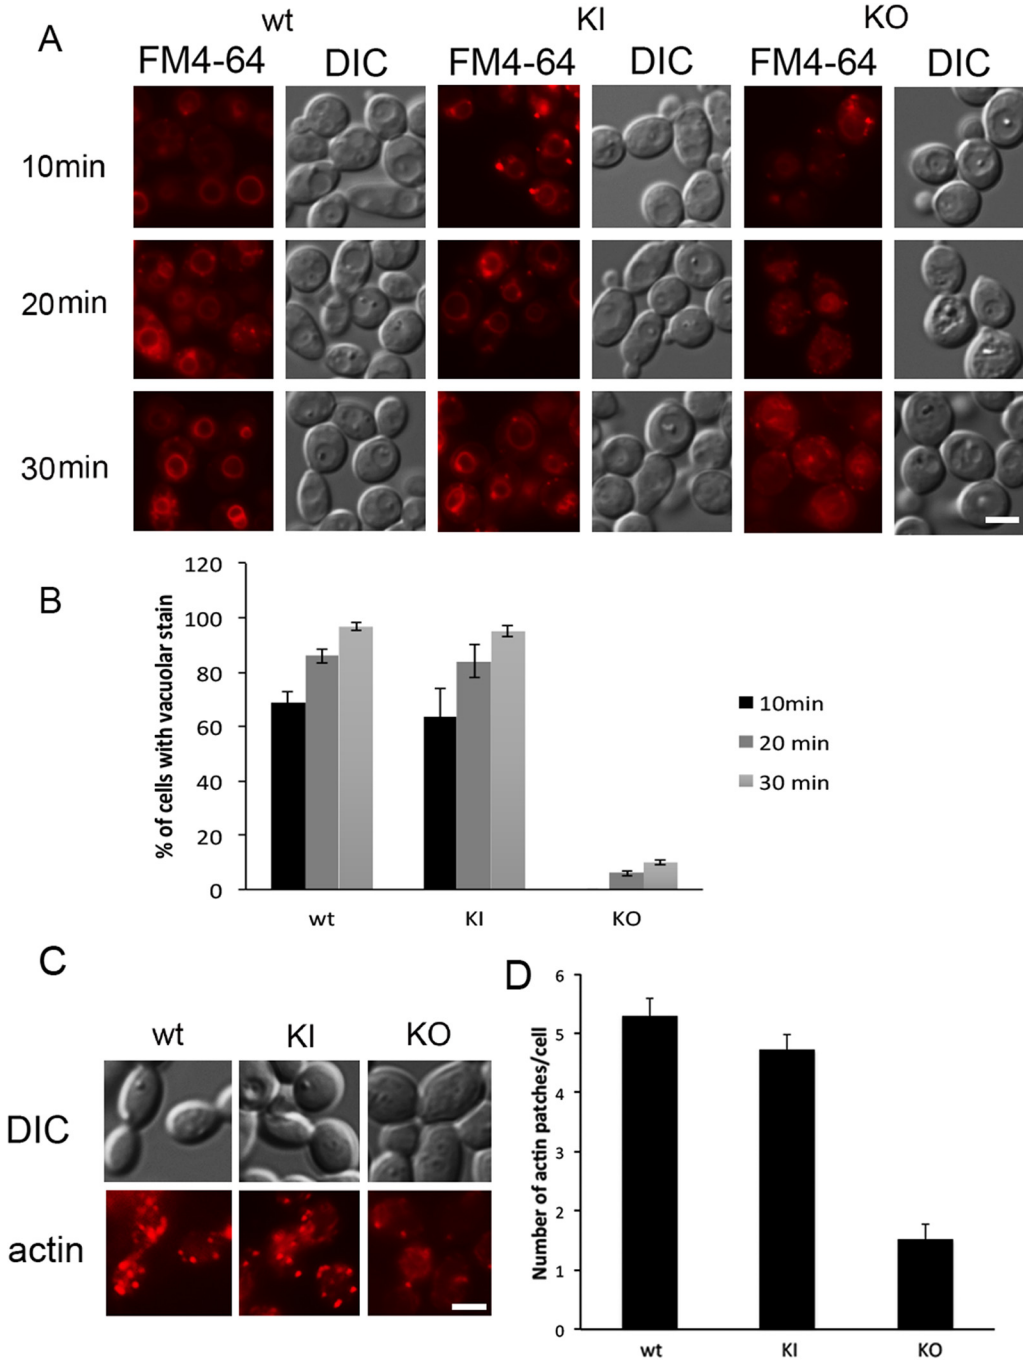 A
wt KI KO
FM4-64 DIC FM4-64 DIC FM4-64 DIC
10min
20min
30min
B
% of cells with vacuolar stain
120
100
80
60
40
20
0
wt KI KO
10min
20 min
30 min
C
wt KI KO
DIC
actin
D
Number of actin patches/cell
6
5
4
3
2
1
0
wt KI KO